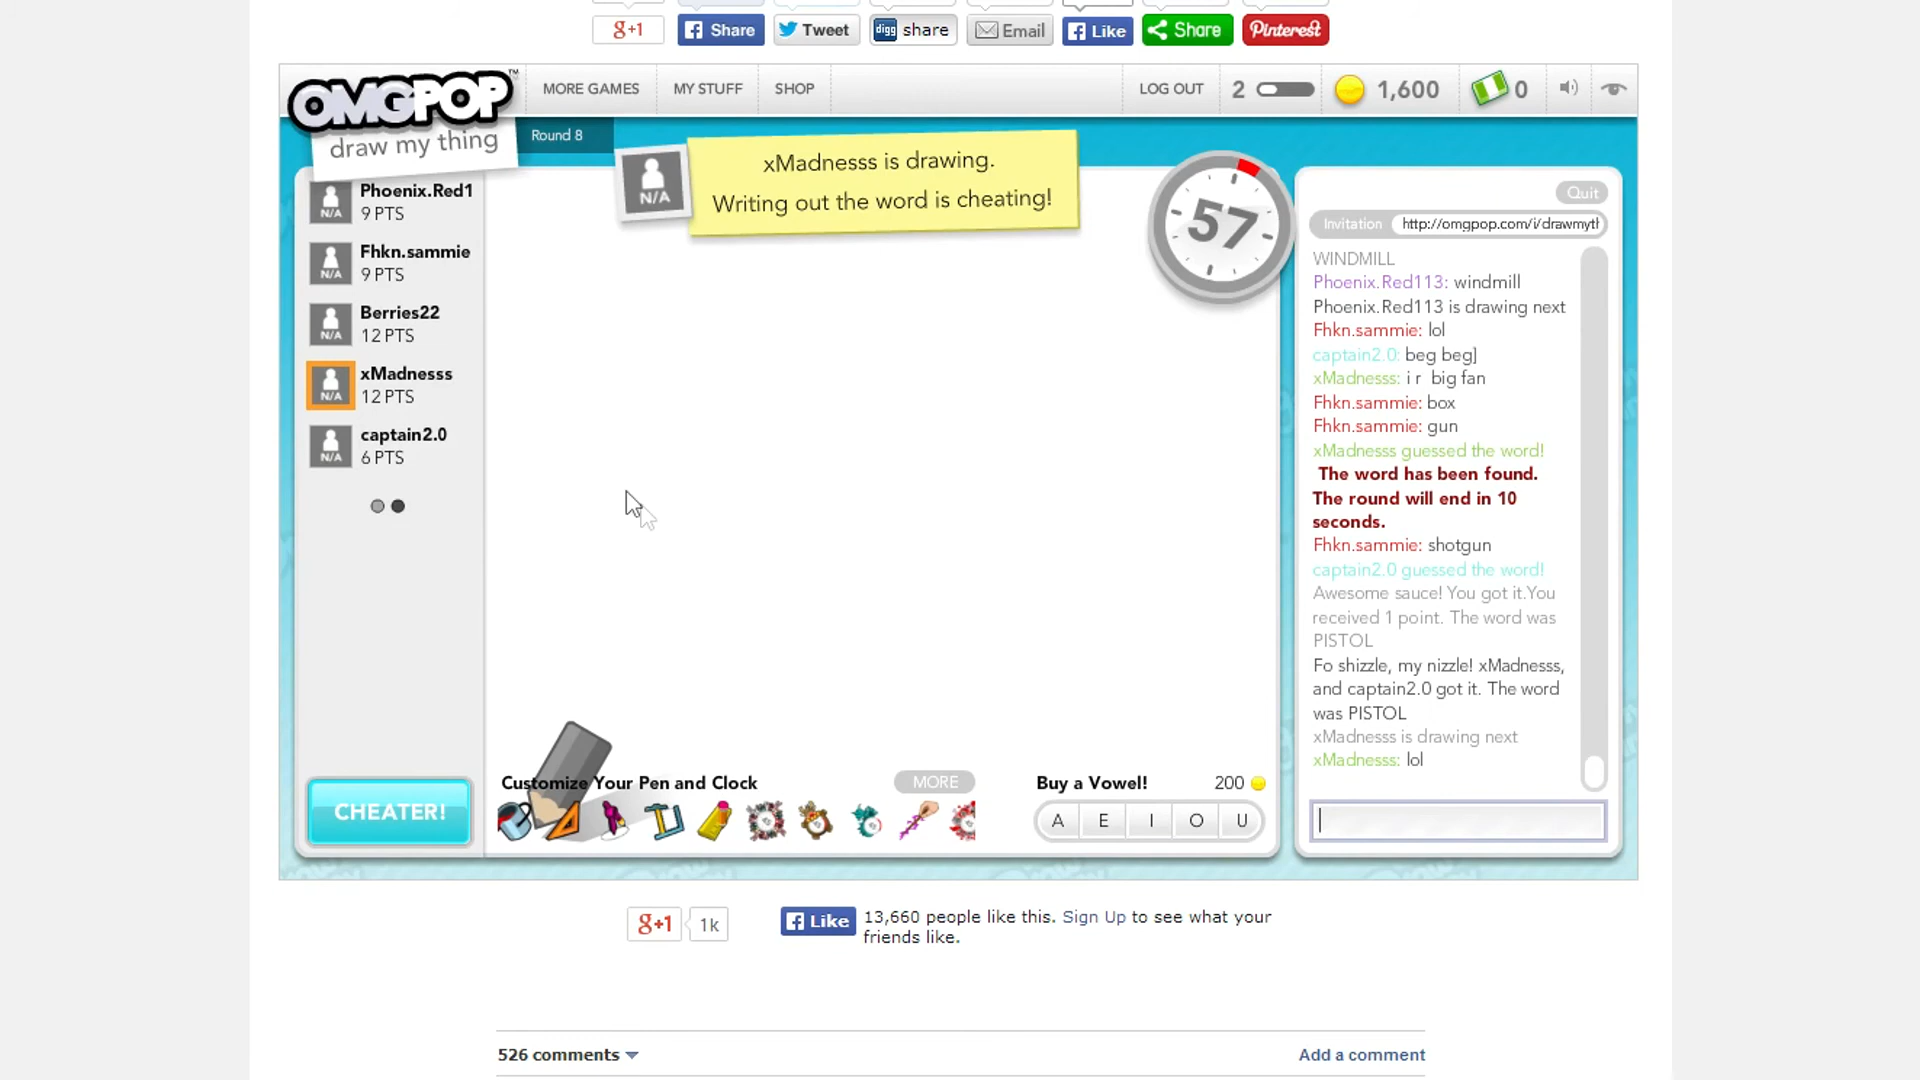 g+1
Share
Tweet
digg share
Email
Like
Share
Pinterest
OMGPOP™
draw my thing
MORE GAMES
MY STUFF
SHOP
LOG OUT
2
1,600
0
Round 8
xMadnesss is drawing.
Writing out the word is cheating!
N/A
57
Phoenix.Red1
9 PTS
N/A
Fhkn.sammie
9 PTS
N/A
Berries22
12 PTS
N/A
xMadnesss
12 PTS
N/A
captain2.0
6 PTS
N/A
CHEATER!
Customize Your Pen and Clock
MORE
Buy a Vowel!
200
A E I O U
Quit
Invitation http://omgpop.com/i/drawmyth
WINDMILL
Phoenix.Red113: windmill
Phoenix.Red113 is drawing next
Fhkn.sammie: lol
captain2.0: beg beg]
xMadnesss: i r big fan
Fhkn.sammie: box
Fhkn.sammie: gun
xMadnesss guessed the word!
The word has been found.
The round will end in 10
seconds.
Fhkn.sammie: shotgun
captain2.0 guessed the word!
Awesome sauce! You got it.You
received 1 point. The word was
PISTOL
Fo shizzle, my nizzle! xMadnesss,
and captain2.0 got it. The word
was PISTOL
xMadnesss is drawing next
xMadnesss: lol
g+1
1k
Like
13,660 people like this. Sign Up to see what your
friends like.
526 comments
Add a comment